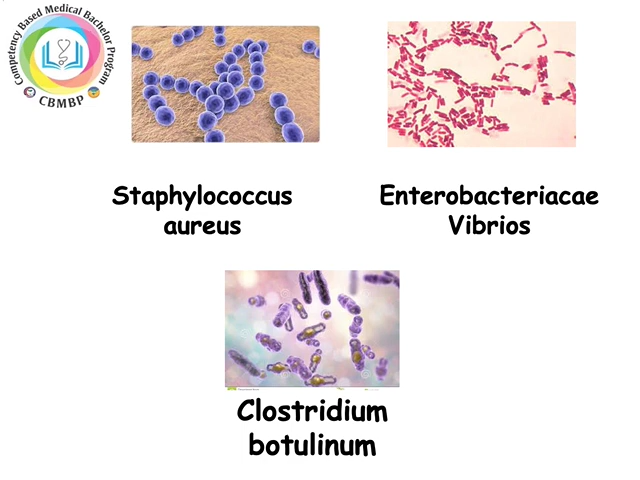 Competency Based Medical Bachelor Program
CBMBP
Staphylococcus
aureus
Enterobacteriacae
Vibrios
Clostridium
botulinum